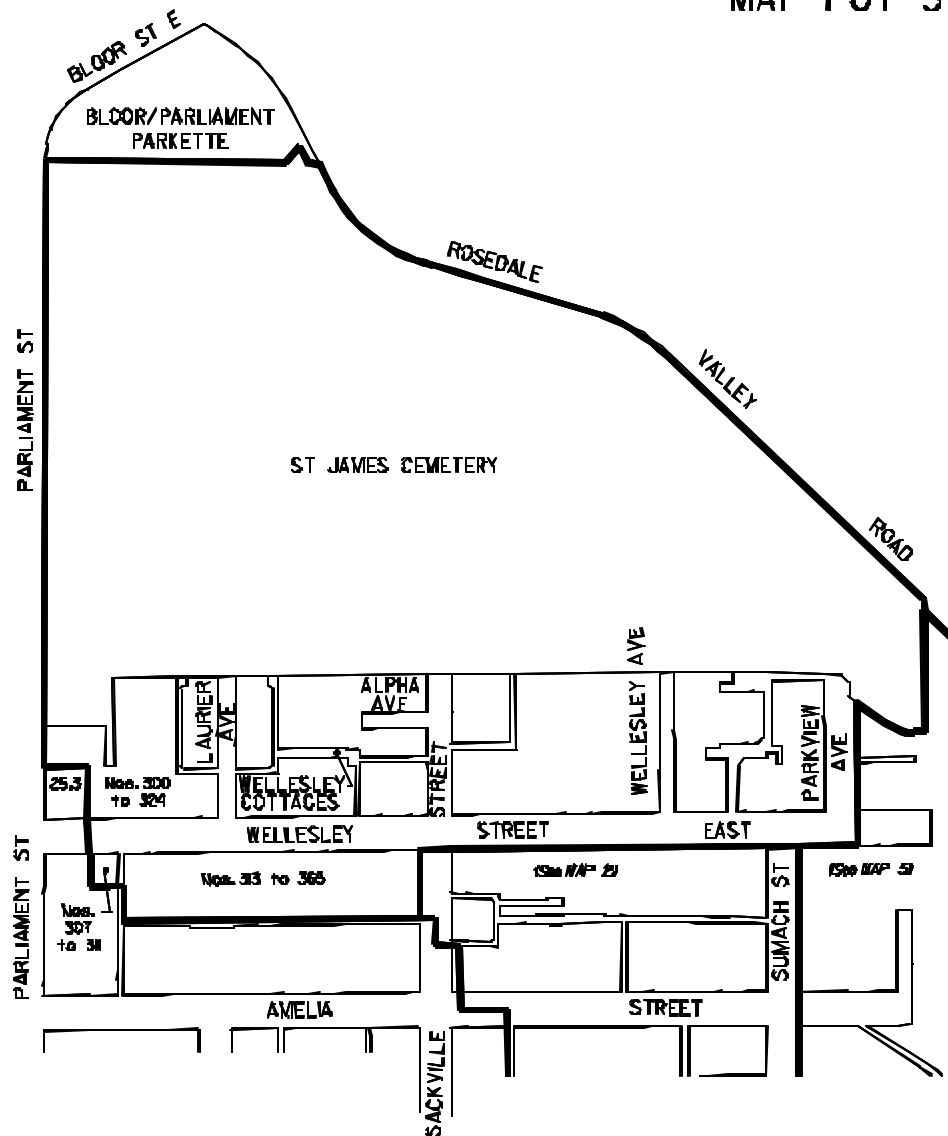 MAP 1 OF 5
BLOOR ST E
BLOOR/PARLIAMENT
PARKETTE
ROSEDALE
VALLEY
ROAD
PARLIAMENT ST
ST JAMES CEMETERY
LAURIER
AVE
ALPHA
AVE
STREET
WELLESLEY AVE
PARKVIEW
AVE
253
Nos. 300
to 324
WELLESLEY
COTTAGES
WELLESLEY STREET EAST
PARLIAMENT ST
Nos. 313 to 365
(See MAP 2)
(See MAP 5)
SUMACH ST
Nos.
307
to 311
AMELIA STREET
SACKVILLE